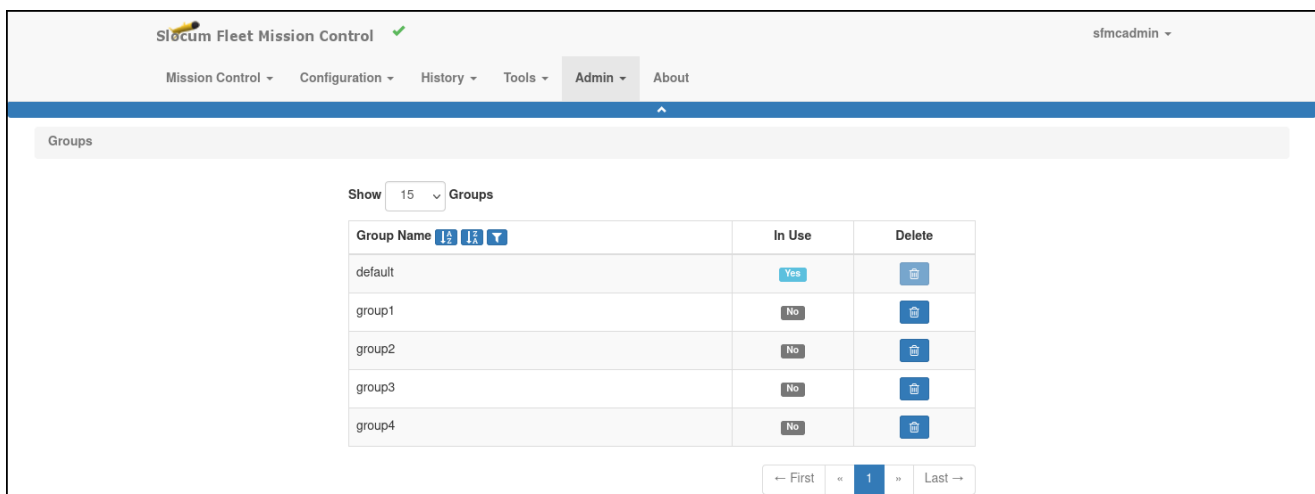 Slocum Fleet Mission Control
sfmcadmin
Mission Control Configuration History Tools Admin About
Groups
Show 15 Groups
Group Name In Use Delete
default Yes
group1 No
group2 No
group3 No
group4 No
← First « 1 » Last →